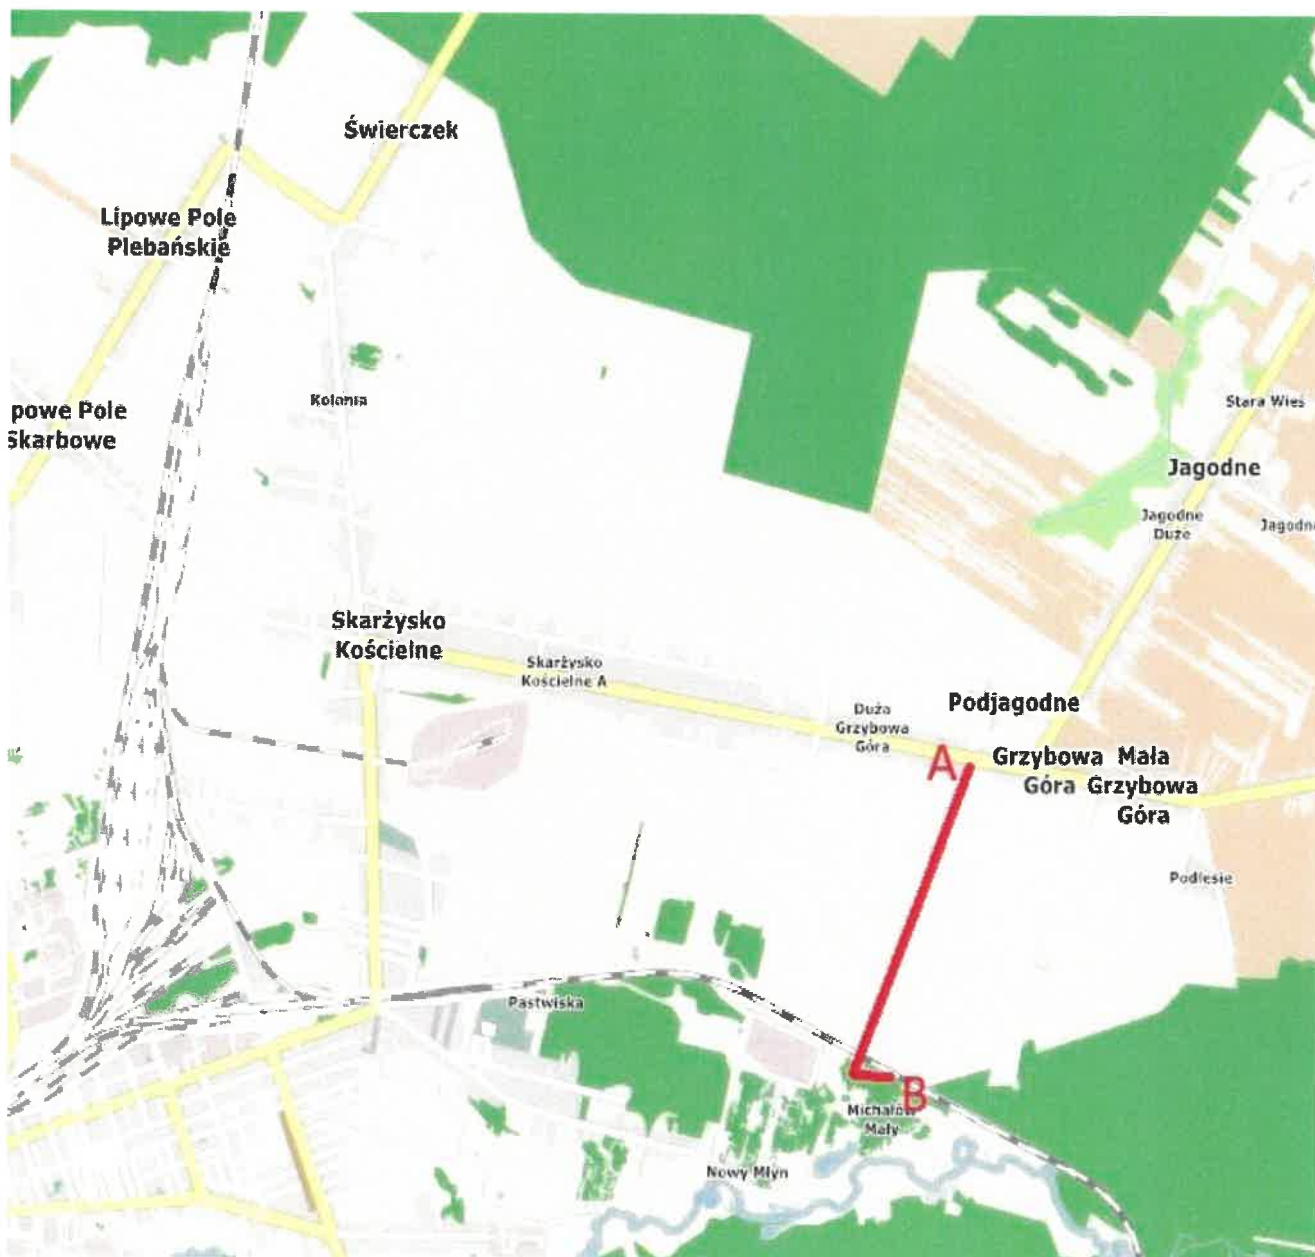 Świerczek
Lipowe Pole
Plebańskie
Kolonia
powe Pole
Skarbowe
Stara Wieś
Jagodne
Jagodne
Duże
Jagodn
Skarżysko
Kościelne
Skarżysko
Kościelne A
Duża
Grzybowa
Góra
Podjagodne
A
Grzybowa Mała
Góra Grzybowa
Góra
Podlesie
Pastwiska
B
Michałów
Mały
Nowy Młyn